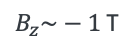 B_z ~ − 1 T